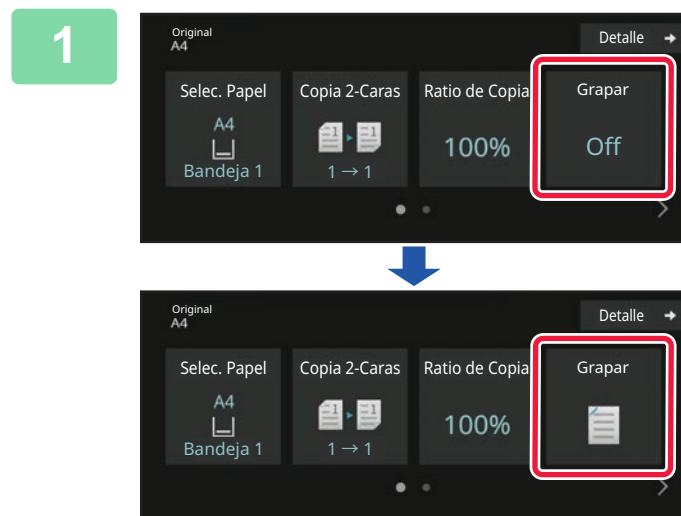 1
Original
A4
Detalle
Selec. Papel
Copia 2-Caras
Ratio de Copia
Grapar
A4
Bandeja 1
1 → 1
100%
Off
Original
A4
Detalle
Selec. Papel
Copia 2-Caras
Ratio de Copia
Grapar
A4
Bandeja 1
1 → 1
100%